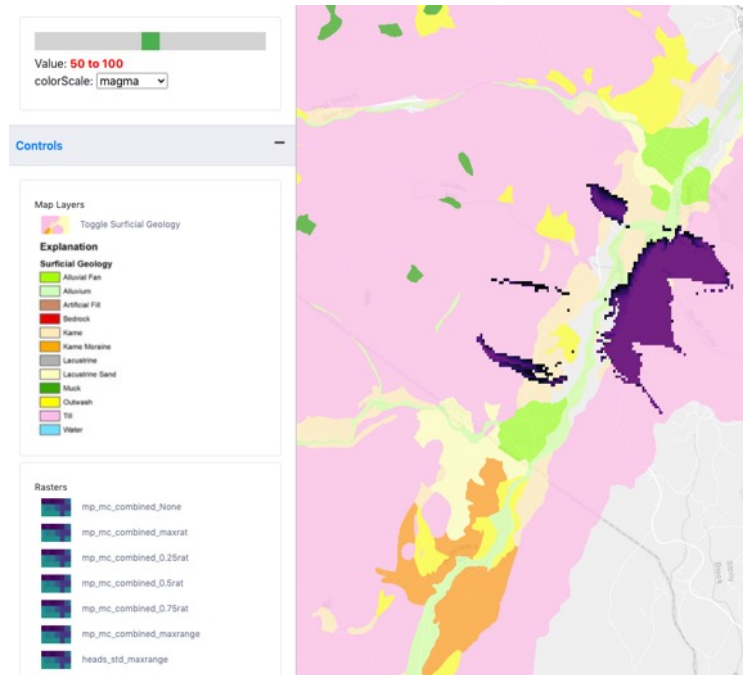 Value: 50 to 100
colorScale: magma
Controls
Map Layers
Toggle Surficial Geology
Explanation
Surficial Geology
Alluvial Fan
Alluvium
Artificial Fill
Bedrock
Kame
Kame Moraine
Lacustrine
Lacustrine Sand
Muck
Outwash
Till
Water
Rasters
mp_mc_combined_None
mp_mc_combined_maxrat
mp_mc_combined_0.25rat
mp_mc_combined_0.5rat
mp_mc_combined_0.75rat
mp_mc_combined_maxrange
heads_std_maxrange
Brook